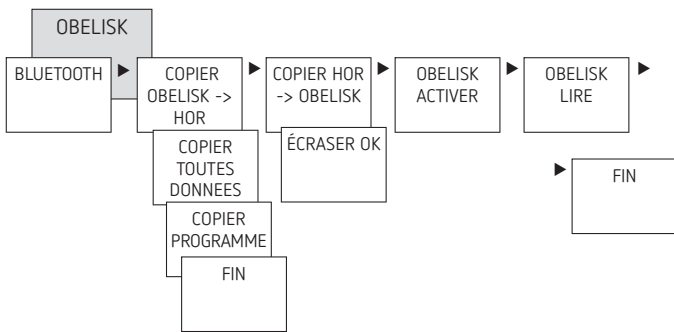 OBELISK
BLUETOOTH
COPIER
OBELISK ->
HOR
COPIER
TOUTES
DONNEES
COPIER
PROGRAMME
FIN
COPIER HOR
-> OBELISK
ÉCRASER OK
OBELISK
ACTIVER
OBELISK
LIRE
FIN